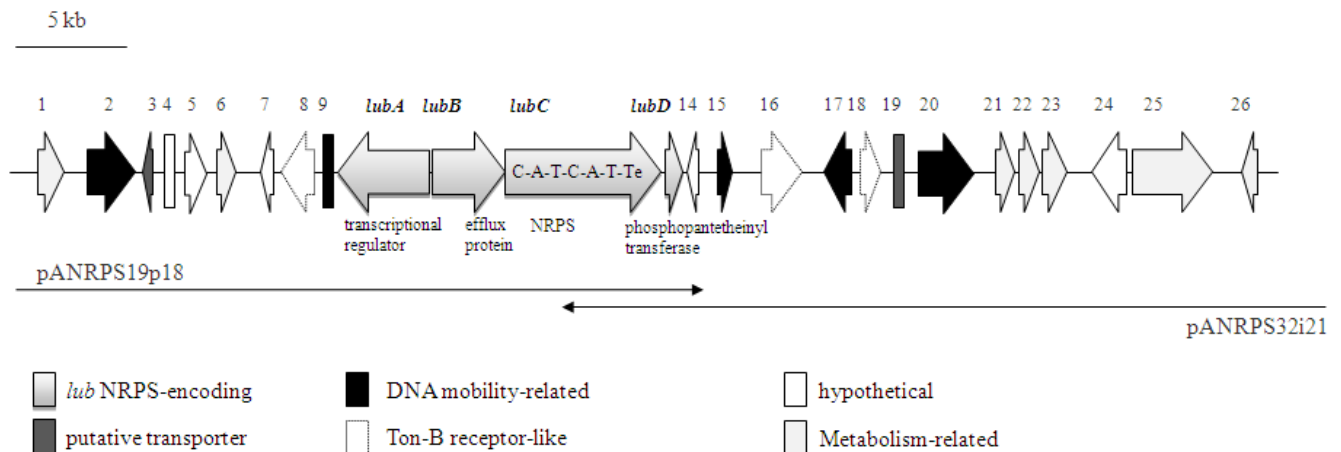 5 kb
1 2 3 4 5 6 7 8 9 lubA lubB lubC lubD 14 15 16 17 18 19 20 21 22 23 24 25 26
C-A-T-C-A-T-Te
transcriptional efflux NRPS phosphopantetheinyl
regulator protein transferase
pANRPS19p18
pANRPS32i21
lub NRPS-encoding DNA mobility-related hypothetical
putative transporter Ton-B receptor-like Metabolism-related